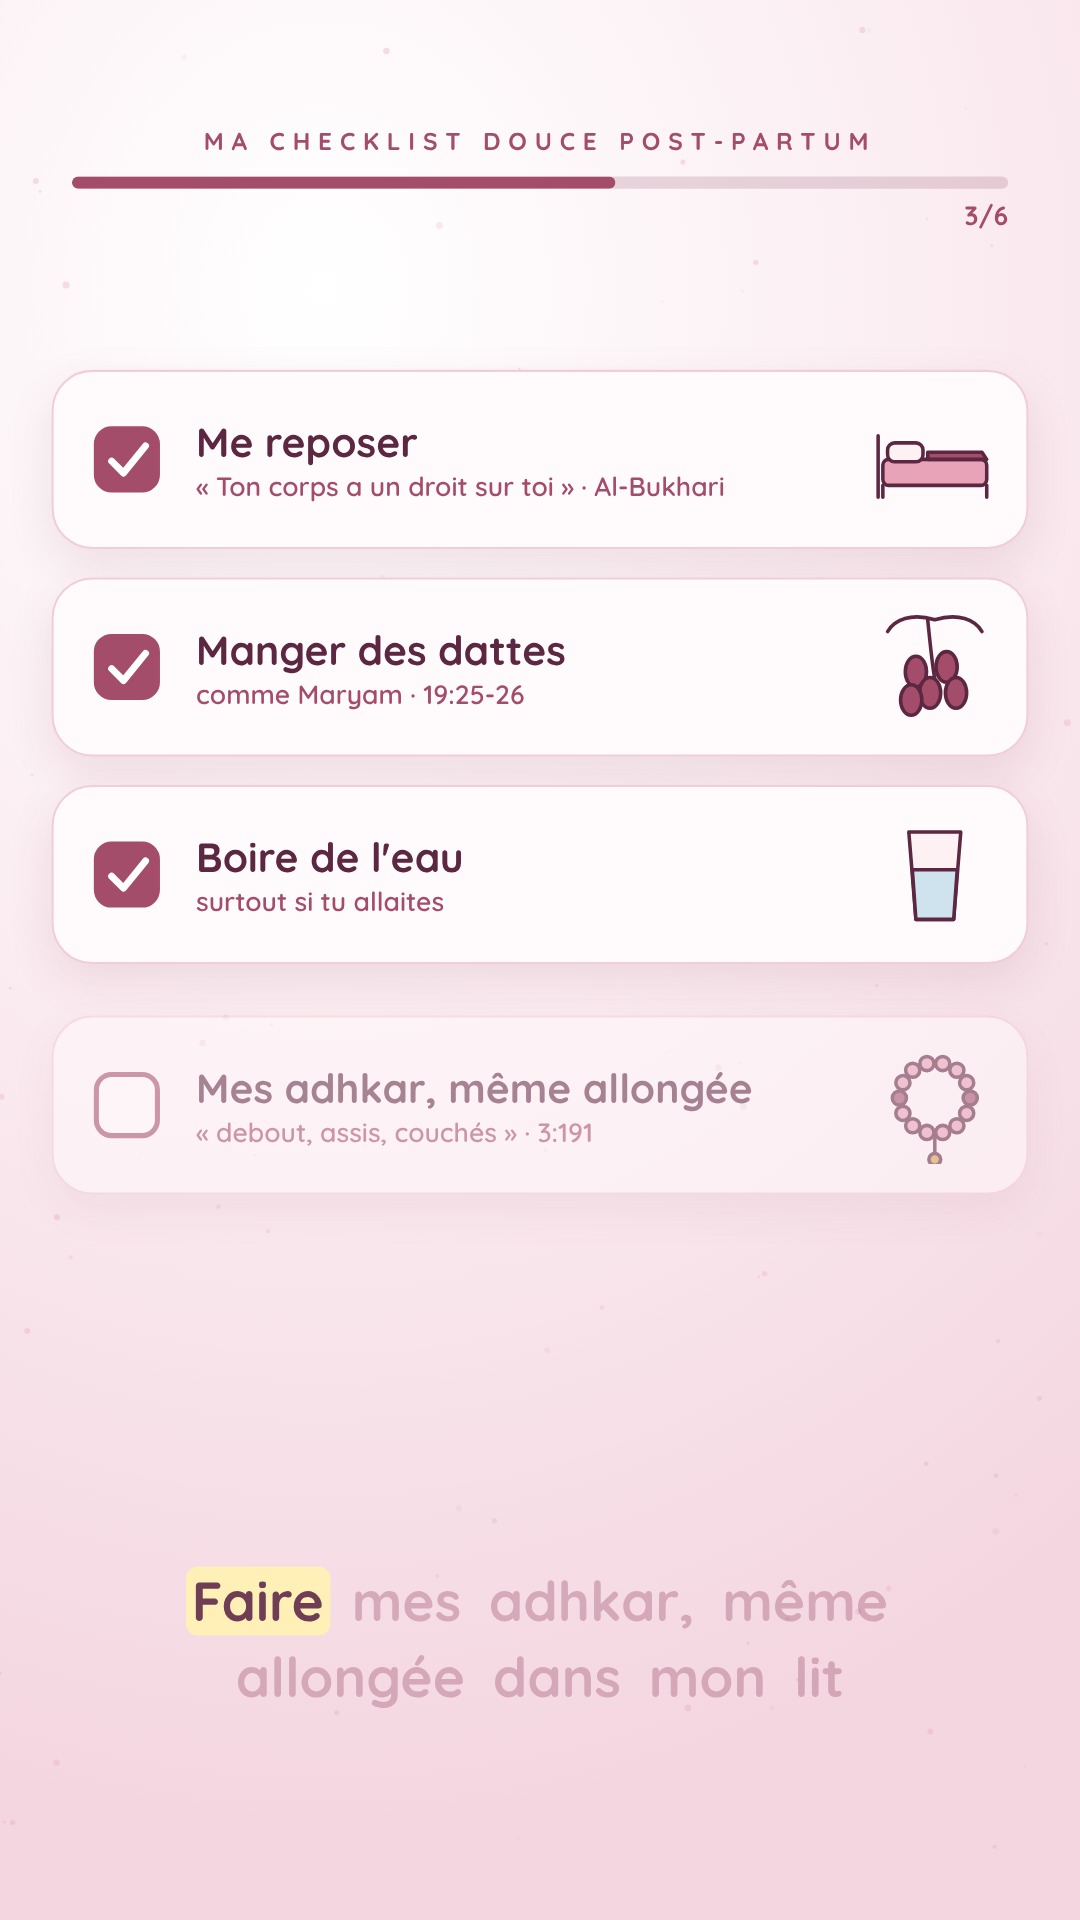 MA CHECKLIST DOUCE POST-PARTUM
3/6
Me reposer
« Ton corps a un droit sur toi » · Al-Bukhari
Manger des dattes
comme Maryam · 19:25-26
Boire de l'eau
surtout si tu allaites
Mes adhkar, même allongée
« debout, assis, couchés » · 3:191
Faire mes adhkar, même
allongée dans mon lit